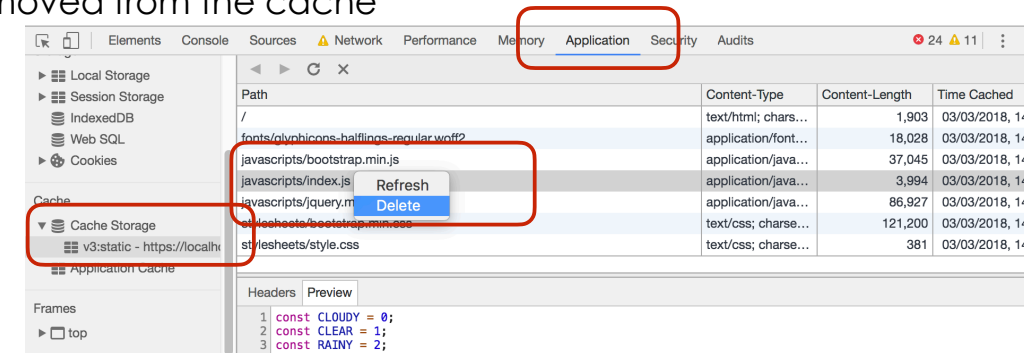 moved from the cache
Elements Console Sources Network Performance Memory Application Security Audits 24 11
Local Storage
Session Storage
IndexedDB
Web SQL
Cookies
Cache
Cache Storage
v3:static - https://localh
Application Cache
Frames
top
Path Content-Type Content-Length Time Cached
/ text/html; chars... 1,903 03/03/2018, 14
fonts/glyphicons-halflings-regular.woff2 application/font... 18,028 03/03/2018, 14
javascripts/bootstrap.min.js application/java... 37,045 03/03/2018, 14
javascripts/index.js application/java... 3,994 03/03/2018, 14
javascripts/jquery.m application/java... 86,927 03/03/2018, 14
stylesheets/bootstrap.min.css text/css; charse... 121,200 03/03/2018, 14
stylesheets/style.css text/css; charse... 381 03/03/2018, 14
Refresh
Delete
Headers Preview
1 const CLOUDY = 0;
2 const CLEAR = 1;
3 const RAINY = 2;